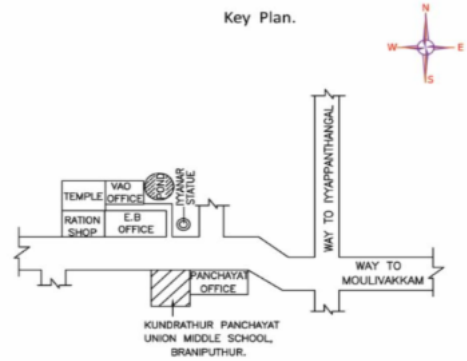 Key Plan.
N
W
E
S
WAY TO IYYAPPANTHANGAL
TEMPLE
VAO
OFFICE
POND
IYYANAR
STATUE
RATION
SHOP
E.B
OFFICE
WAY TO
MOULIVAKKAM
PANCHAYAT
OFFICE
KUNDRATHUR PANCHAYAT
UNION MIDDLE SCHOOL,
BRANIPUTHUR.